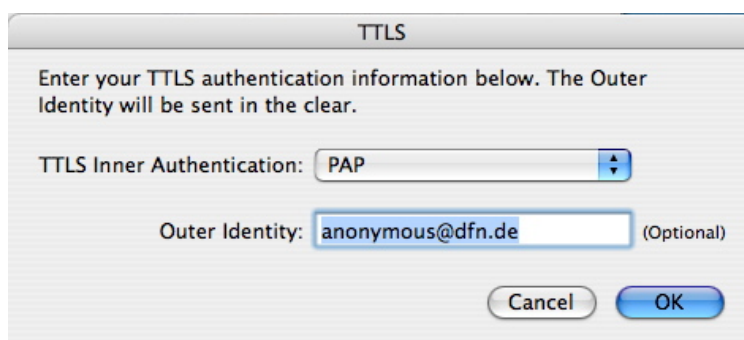 TTLS
Enter your TTLS authentication information below. The Outer
Identity will be sent in the clear.
TTLS Inner Authentication: PAP
Outer Identity: anonymous@dfn.de (Optional)
Cancel OK